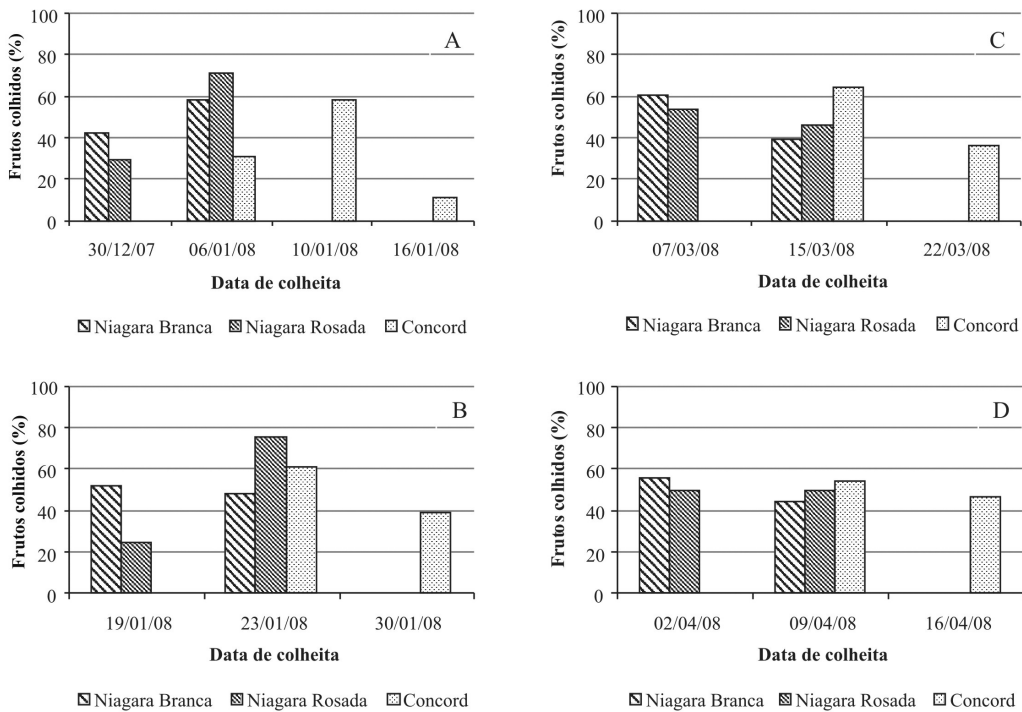 A
Frutos colhidos (%)
100
80
60
40
20
0
30/12/07 06/01/08 10/01/08 16/01/08
Data de colheita
Niagara Branca Niagara Rosada Concord
C
Frutos colhidos (%)
100
80
60
40
20
0
07/03/08 15/03/08 22/03/08
Data de colheita
Niagara Branca Niagara Rosada Concord
B
Frutos colhidos (%)
100
80
60
40
20
0
19/01/08 23/01/08 30/01/08
Data de colheita
Niagara Branca Niagara Rosada Concord
D
Frutos colhidos (%)
100
80
60
40
20
0
02/04/08 09/04/08 16/04/08
Data de colheita
Niagara Branca Niagara Rosada Concord